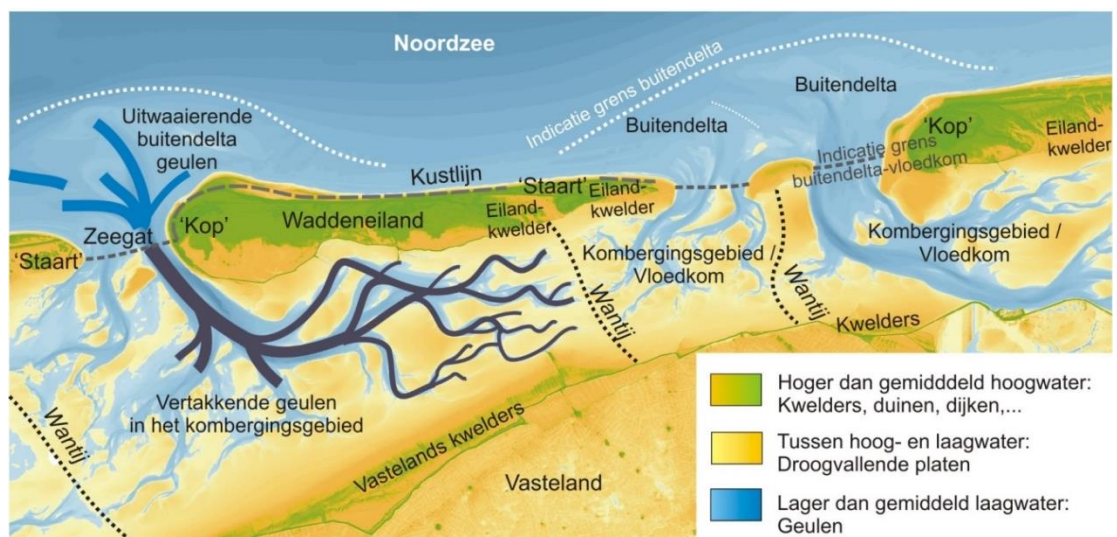 Noordzee
Uitwaaierende
buitendelta
geulen
Indicatie grens buitendelta
Buitendelta
Buitendelta
'Kop'
Eiland-
kwelder
Indicatie grens
buitendelta-vloedkom
Kustlijn
'Staart'
Eiland-
kwelder
Eiland-
kwelder
'Kop'
Waddeneiland
Zeegat
'Staart'
Kombergingsgebied /
Vloedkom
Kombergingsgebied /
Vloedkom
Wantij
Wantij
Kwelders
Vertakkende geulen
in het kombergingsgebied
Wantij
Vastelands kwelders
Vasteland
Hoger dan gemidddeld hoogwater:
Kwelders, duinen, dijken,...
Tussen hoog- en laagwater:
Droogvallende platen
Lager dan gemiddeld laagwater:
Geulen